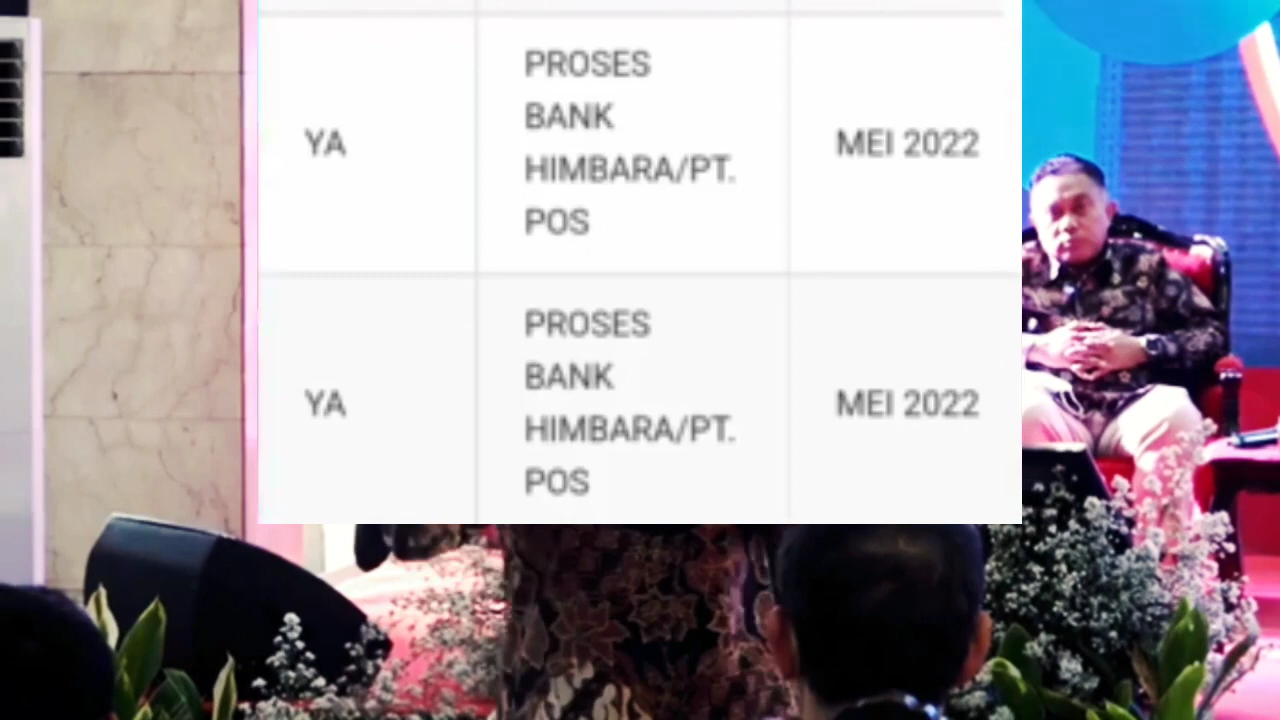 YA
PROSES
BANK
HIMBARA/PT.
POS
MEI 2022
YA
PROSES
BANK
HIMBARA/PT.
POS
MEI 2022